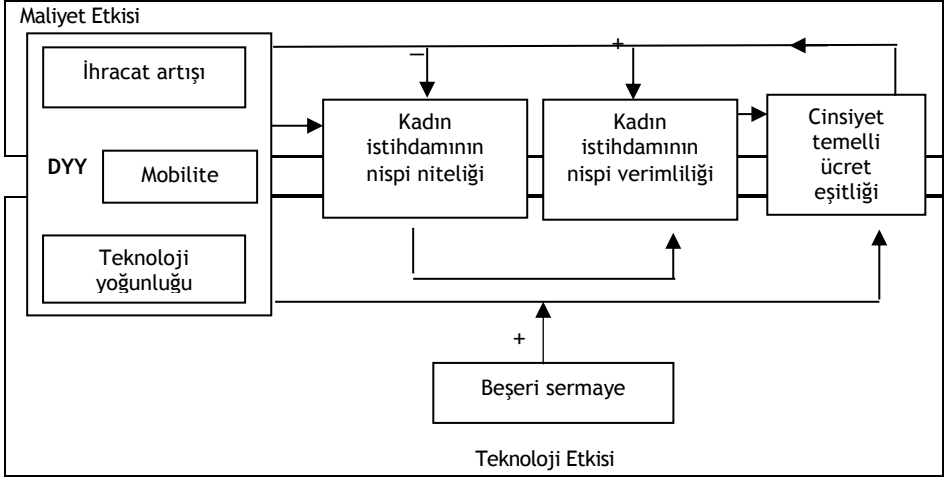 Maliyet Etkisi
İhracat artışı
DYY
Mobilite
Teknoloji
yoğunluğu
–
+
Kadın
istihdamının
nispi niteliği
Kadın
istihdamının
nispi verimliliği
Cinsiyet
temelli
ücret
eşitliği
+
Beşeri sermaye
Teknoloji Etkisi